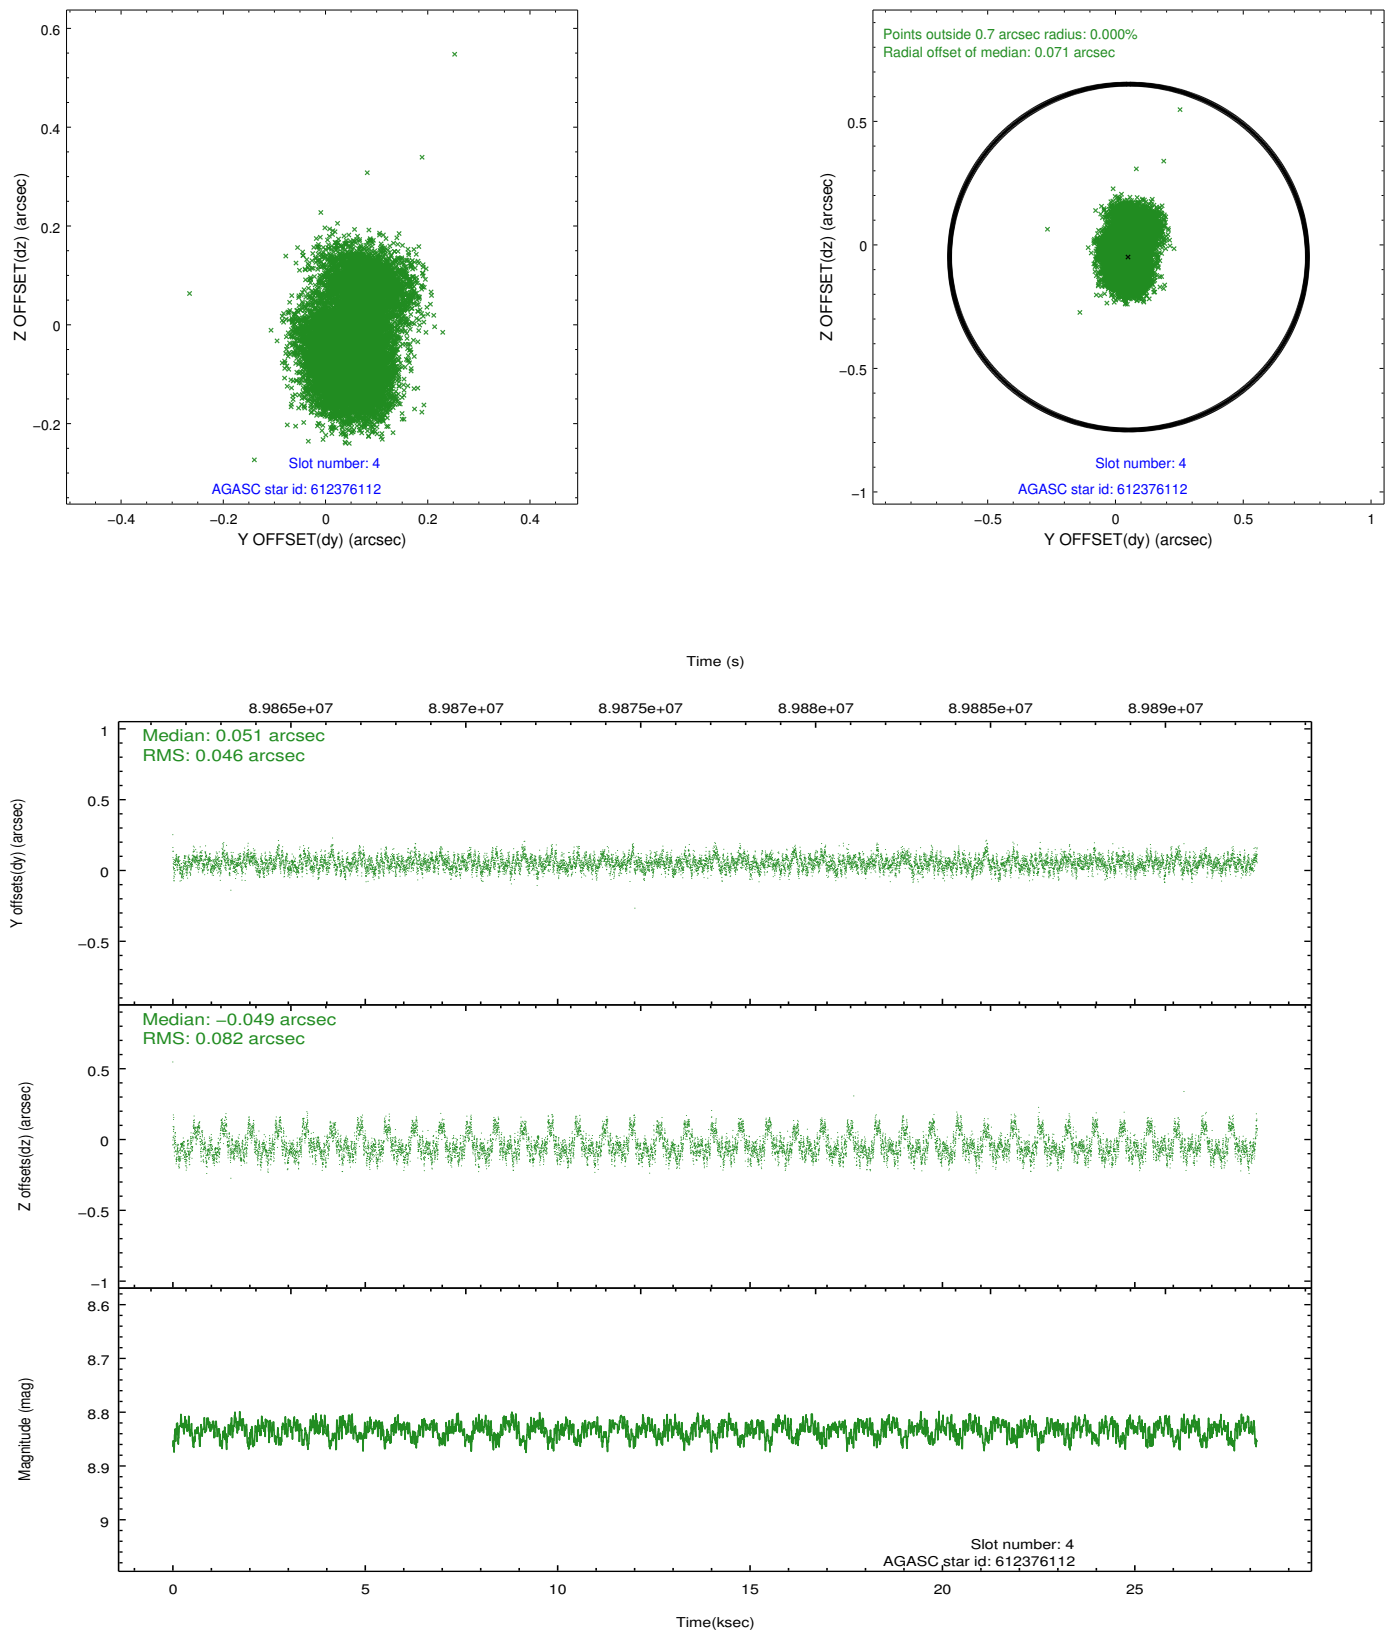 0.6
0.4
0.2
0
−0.2
Z OFFSET(dz) (arcsec)
Slot number: 4
AGASC star id: 612376112
−0.4
−0.2
0
0.2
0.4
Y OFFSET(dy) (arcsec)
Points outside 0.7 arcsec radius: 0.000%
Radial offset of median: 0.071 arcsec
0.5
0
−0.5
−1
Z OFFSET(dz) (arcsec)
Slot number: 4
AGASC star id: 612376112
−0.5
0
0.5
1
Y OFFSET(dy) (arcsec)
Time (s)
8.9865e+07
8.987e+07
8.9875e+07
8.988e+07
8.9885e+07
8.989e+07
Median: 0.051 arcsec
RMS: 0.046 arcsec
1
0.5
0
−0.5
Y offsets(dy) (arcsec)
Median: −0.049 arcsec
RMS: 0.082 arcsec
0.5
0
−0.5
−1
Z offsets(dz) (arcsec)
8.6
8.7
8.8
8.9
9
Magnitude (mag)
Slot number: 4
AGASC star id: 612376112
0
5
10
15
20
25
Time(ksec)